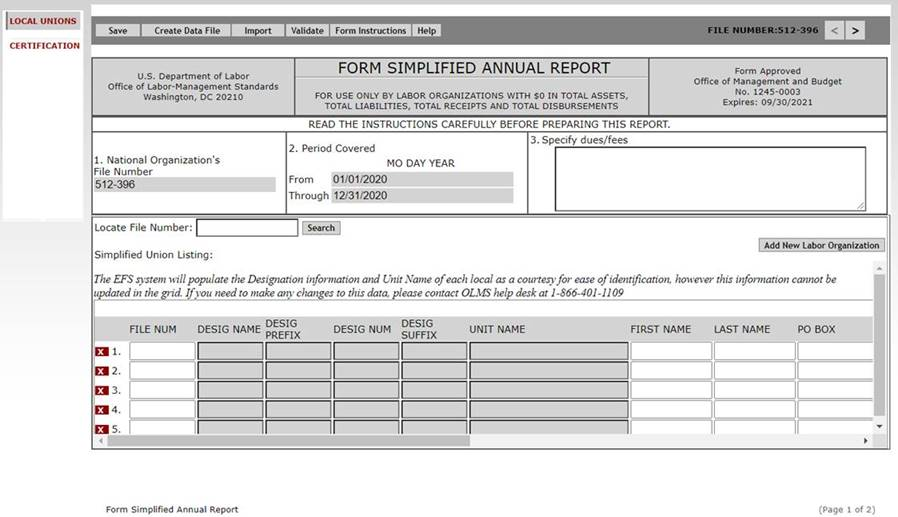 LOCAL UNIONS
CERTIFICATION
Save Create Data File Import Validate Form Instructions Help FILE NUMBER:512-396 < >
U.S. Department of Labor
Office of Labor-Management Standards
Washington, DC 20210
FORM SIMPLIFIED ANNUAL REPORT
FOR USE ONLY BY LABOR ORGANIZATIONS WITH $0 IN TOTAL ASSETS,
TOTAL LIABILITIES, TOTAL RECEIPTS AND TOTAL DISBURSEMENTS
Form Approved
Office of Management and Budget
No. 1245-0003
Expires: 09/30/2021
READ THE INSTRUCTIONS CAREFULLY BEFORE PREPARING THIS REPORT.
1. National Organization's
File Number
512-396
2. Period Covered
MO DAY YEAR
From 01/01/2020
Through 12/31/2020
3. Specify dues/fees
Locate File Number: Search
Add New Labor Organization
Simplified Union Listing:
The EFS system will populate the Designation information and Unit Name of each local as a courtesy for ease of identification, however this information cannot be
updated in the grid. If you need to make any changes to this data, please contact OLMS help desk at 1-866-401-1109
FILE NUM DESIG NAME DESIG PREFIX DESIG NUM DESIG SUFFIX UNIT NAME FIRST NAME LAST NAME PO BOX
X 1.
X 2.
X 3.
X 4.
X 5.
Form Simplified Annual Report (Page 1 of 2)